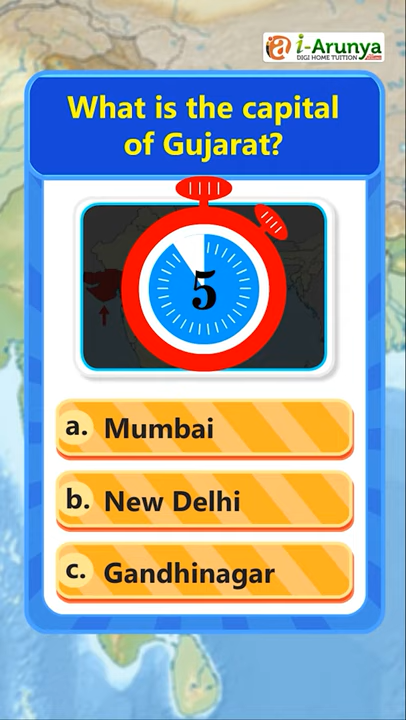 i-Arunya
DIGI HOME TUITION
What is the capital
of Gujarat?
5
a. Mumbai
b. New Delhi
c. Gandhinagar